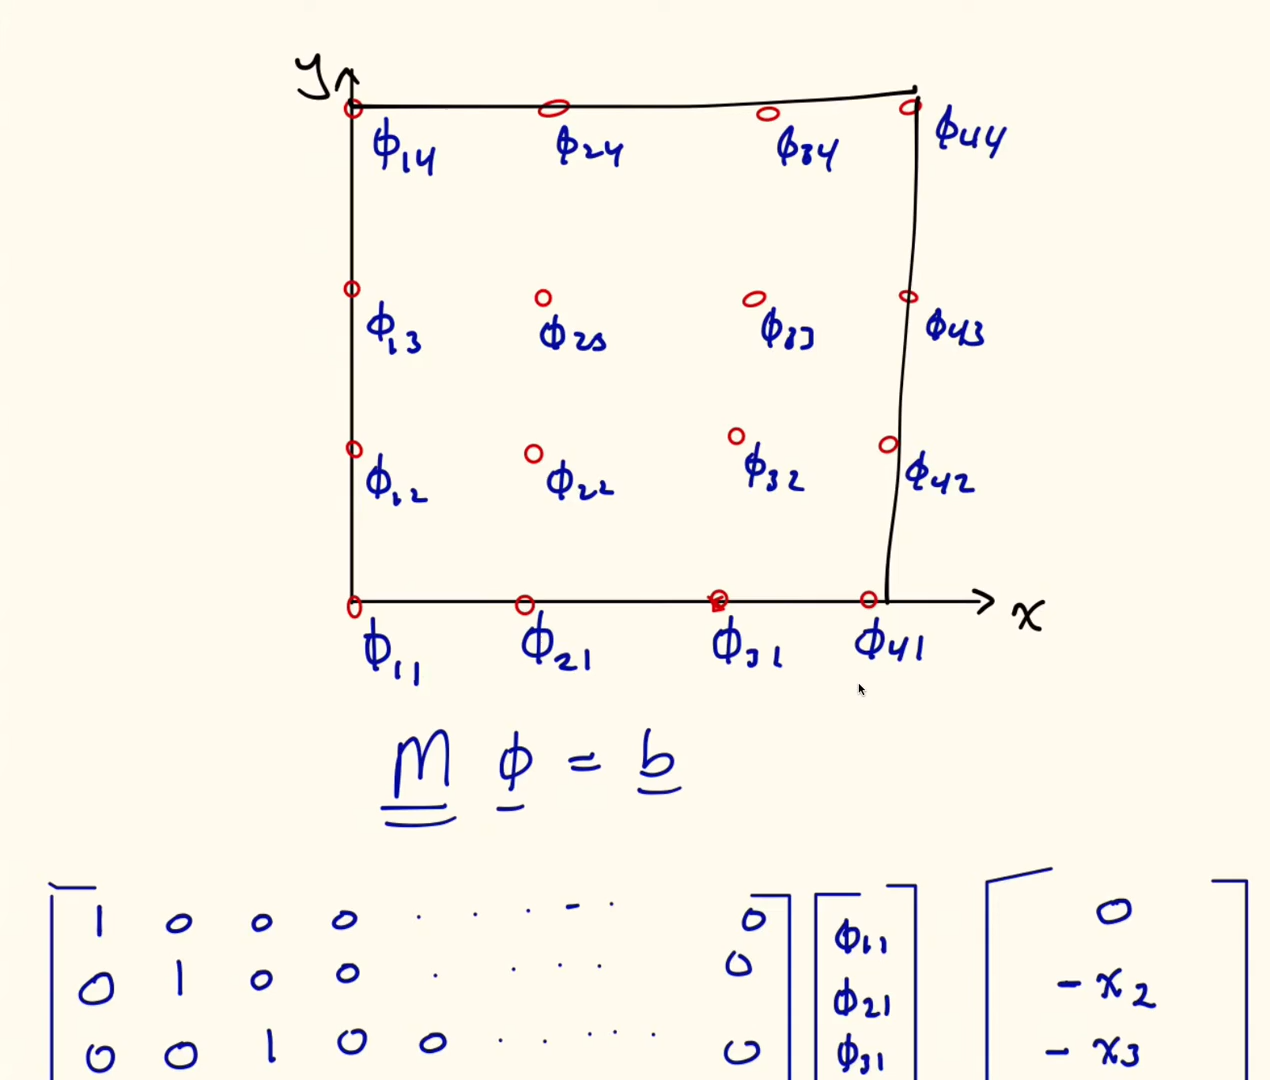 y
ϕ14 ϕ24 ϕ34 ϕ44
ϕ13 ϕ23 ϕ33 ϕ43
ϕ12 ϕ22 ϕ32 ϕ42
x
ϕ11 ϕ21 ϕ31 ϕ41
M ϕ = b
1 0 0 0 . . . - . 0 ϕ11 0
0 1 0 0 . . . . 0 ϕ21 - x2
0 0 1 0 0 . . . . . 0 ϕ31 - x3